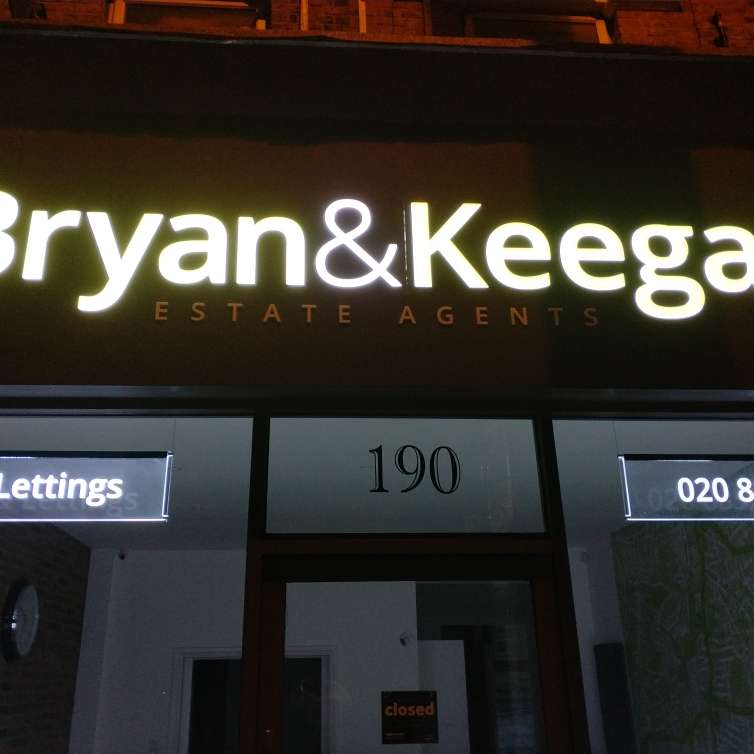 Bryan&Keega
ESTATE AGENTS
190
Lettings
020 8
closed